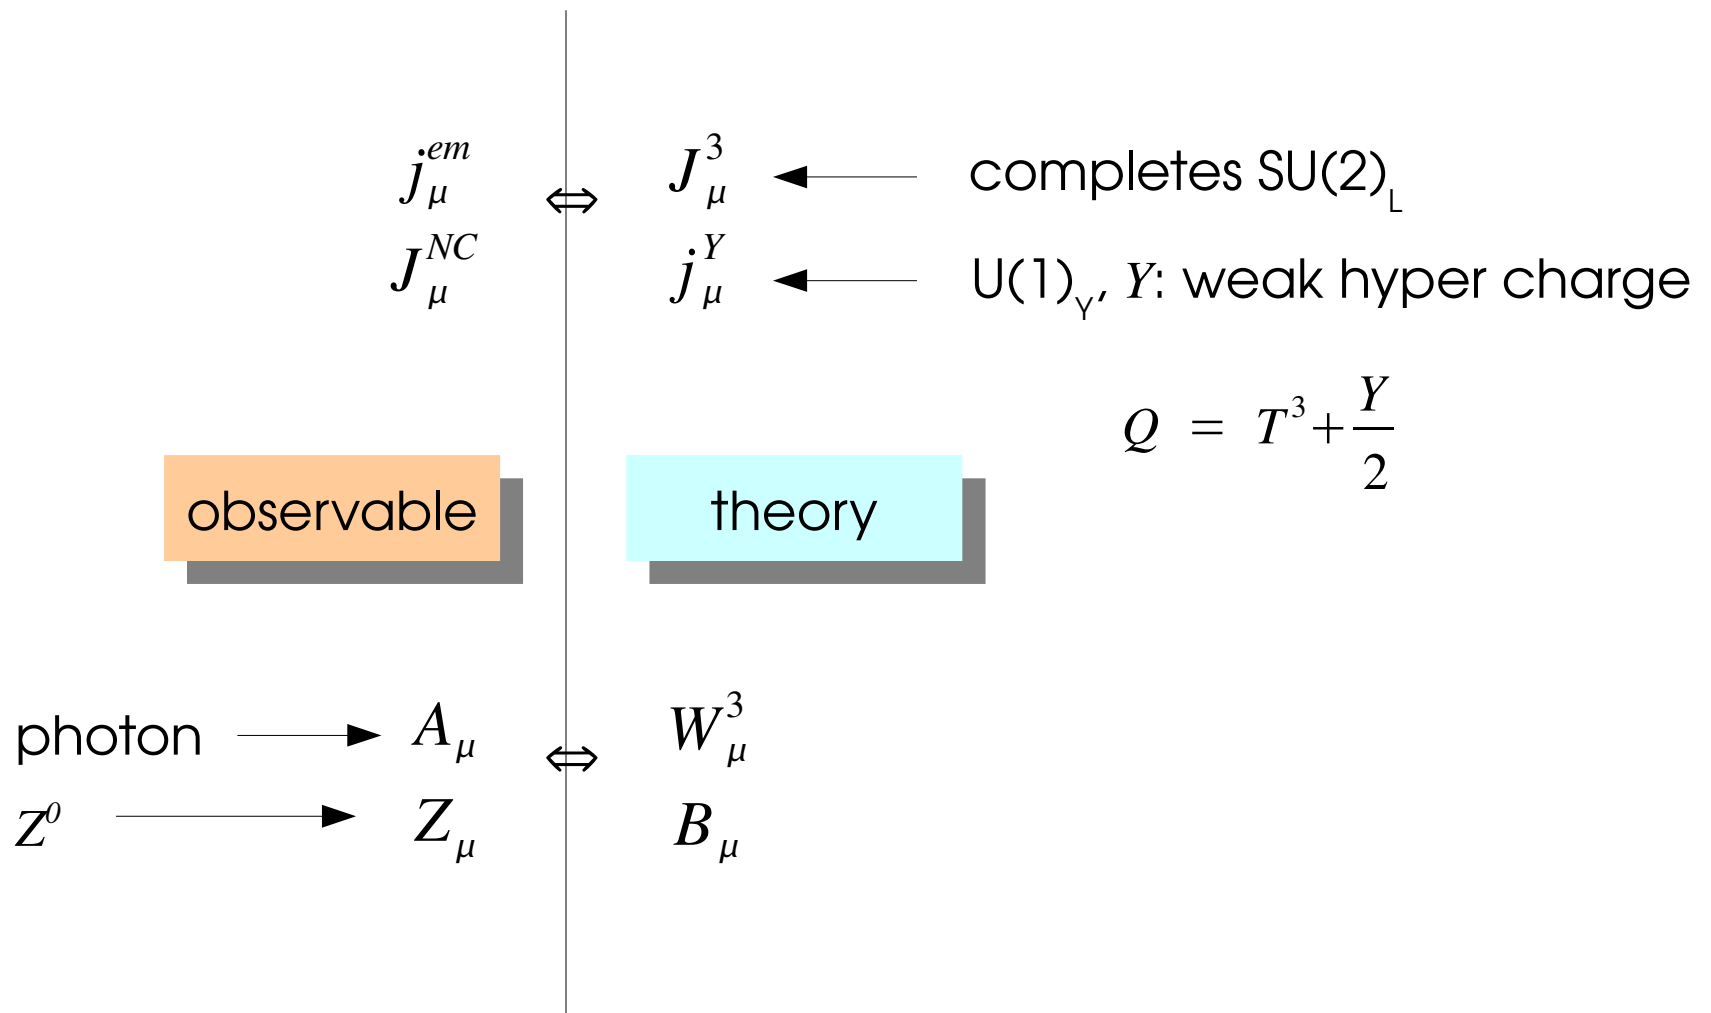 j_μ^em ⇔ J_μ^3 ← completes SU(2)_L
J_μ^NC j_μ^Y ← U(1)_Y, Y: weak hyper charge
Q = T^3 + Y/2
observable theory
photon → A_μ ⇔ W_μ^3
Z^0 → Z_μ B_μ